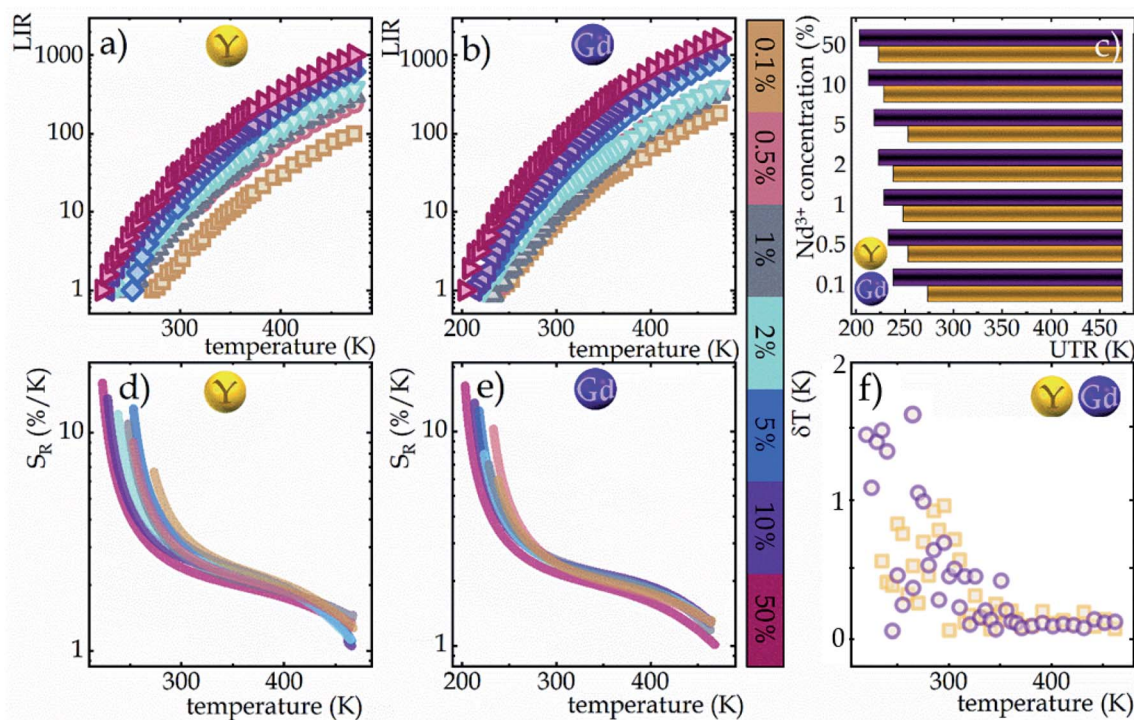 LIR
1000
100
10
1
a)
Y
300
400
temperature (K)
LIR
1000
100
10
1
b)
Gd
200
300
400
temperature (K)
0.1%
0.5%
1%
2%
5%
10%
50%
Nd³⁺ concentration (%)
50
10
5
2
1
0.5
0.1
c)
Y
Gd
200
250
300
350
400
450
UTR (K)
S_R (%/K)
10
1
d)
Y
300
400
temperature (K)
S_R (%/K)
10
1
e)
Gd
200
300
400
temperature (K)
δT (K)
2
1
0
f)
Y
Gd
300
400
temperature (K)